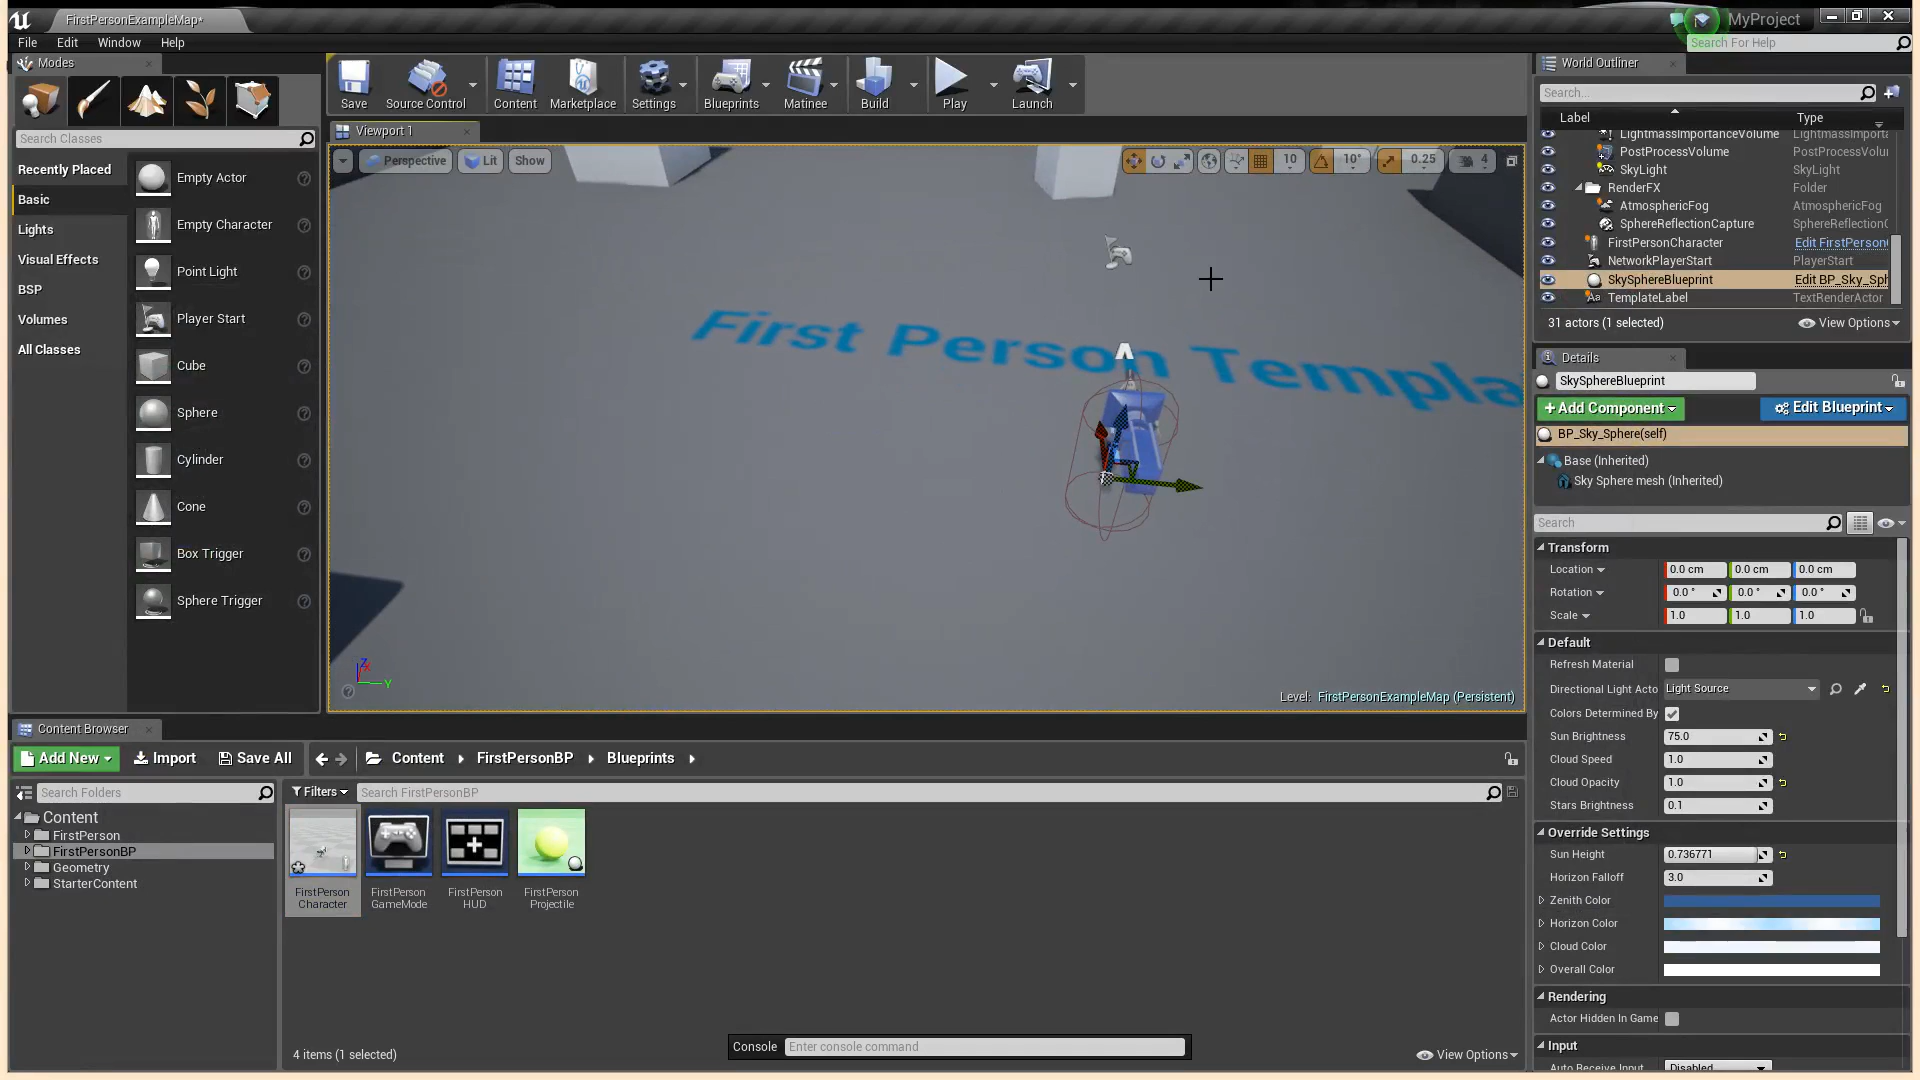 FirstPersonExampleMap*
MyProject
File Edit Window Help
Search For Help
Modes
Search Classes
Recently Placed
Basic
Lights
Visual Effects
BSP
Volumes
All Classes
Empty Actor
Empty Character
Point Light
Player Start
Cube
Sphere
Cylinder
Cone
Box Trigger
Sphere Trigger
Save Source Control Content Marketplace Settings Blueprints Matinee Build Play Launch
Viewport 1
Perspective Lit Show
10 10° 0.25 4
First Person Templa
Z
Y
Level: FirstPersonExampleMap (Persistent)
World Outliner
Search...
Label Type
LightmassImportanceVolume Lightmassimporta
PostProcessVolume PostProcessVolu
SkyLight SkyLight
RenderFX Folder
AtmosphericFog AtmosphericFog
SphereReflectionCapture SphereReflection
FirstPersonCharacter Edit FirstPerson
NetworkPlayerStart PlayerStart
SkySphereBlueprint Edit BP_Sky_Sph
TemplateLabel TextRenderActor
31 actors (1 selected) View Options
Details
SkySphereBlueprint
+Add Component Edit Blueprint
BP_Sky_Sphere(self)
Base (Inherited)
Sky Sphere mesh (Inherited)
Search
Transform
Location 0.0 cm 0.0 cm 0.0 cm
Rotation 0.0 ° 0.0 ° 0.0 °
Scale 1.0 1.0 1.0
Default
Refresh Material
Directional Light Acto Light Source
Colors Determined By
Sun Brightness 75.0
Cloud Speed 1.0
Cloud Opacity 1.0
Stars Brightness 0.1
Override Settings
Sun Height 0.736771
Horizon Falloff 3.0
Zenith Color
Horizon Color
Cloud Color
Overall Color
Rendering
Actor Hidden In Game
Input
Auto Receive Input Disabled
Content Browser
Add New Import Save All Content FirstPersonBP Blueprints
Search Folders
Filters Search FirstPersonBP
Content
FirstPerson
FirstPersonBP
Geometry
StarterContent
FirstPerson Character
FirstPerson GameMode
FirstPerson HUD
FirstPerson Projectile
Console Enter console command
4 items (1 selected) View Options